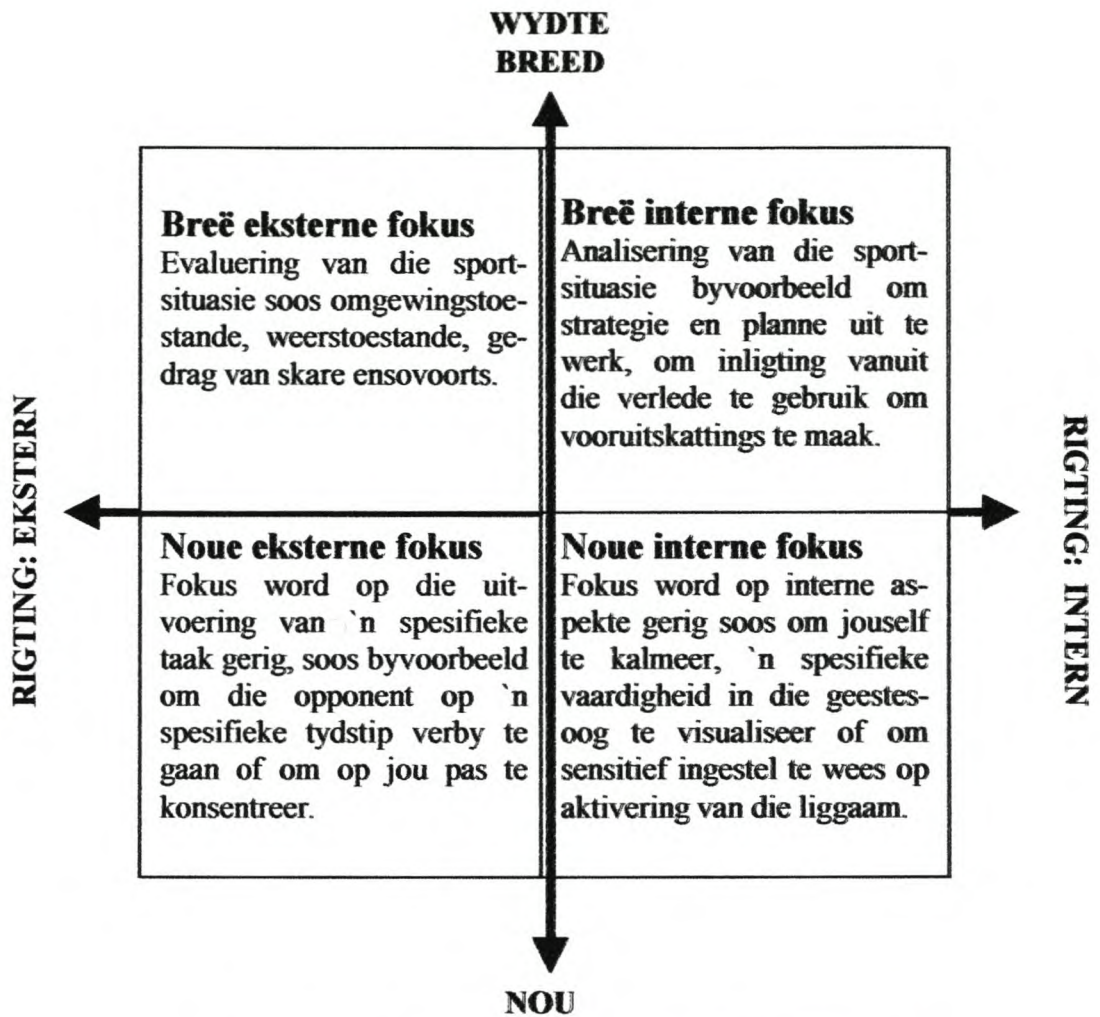 WYDTE
BREED
Breë eksterne fokus
Evaluering van die sport-
situasie soos omgewingstoe-
stande, weerstoestande, ge-
drag van skare ensovoorts.
Breë interne fokus
Analisering van die sport-
situasie byvoorbeeld om
strategie en planne uit te
werk, om inligting vanuit
die verlede te gebruik om
vooruitskattings te maak.
RIGTING: EKSTERN
RIGTING: INTERN
Noue eksterne fokus
Fokus word op die uit-
voering van `n spesifieke
taak gerig, soos byvoorbeeld
om die opponent op `n
spesifieke tydstip verby te
gaan of om op jou pas te
konsentreer.
Noue interne fokus
Fokus word op interne as-
pekte gerig soos om jouself
te kalmeer, `n spesifieke
vaardigheid in die geestes-
oog te visualiseer of om
sensitief ingestel te wees op
aktivering van die liggaam.
NOU